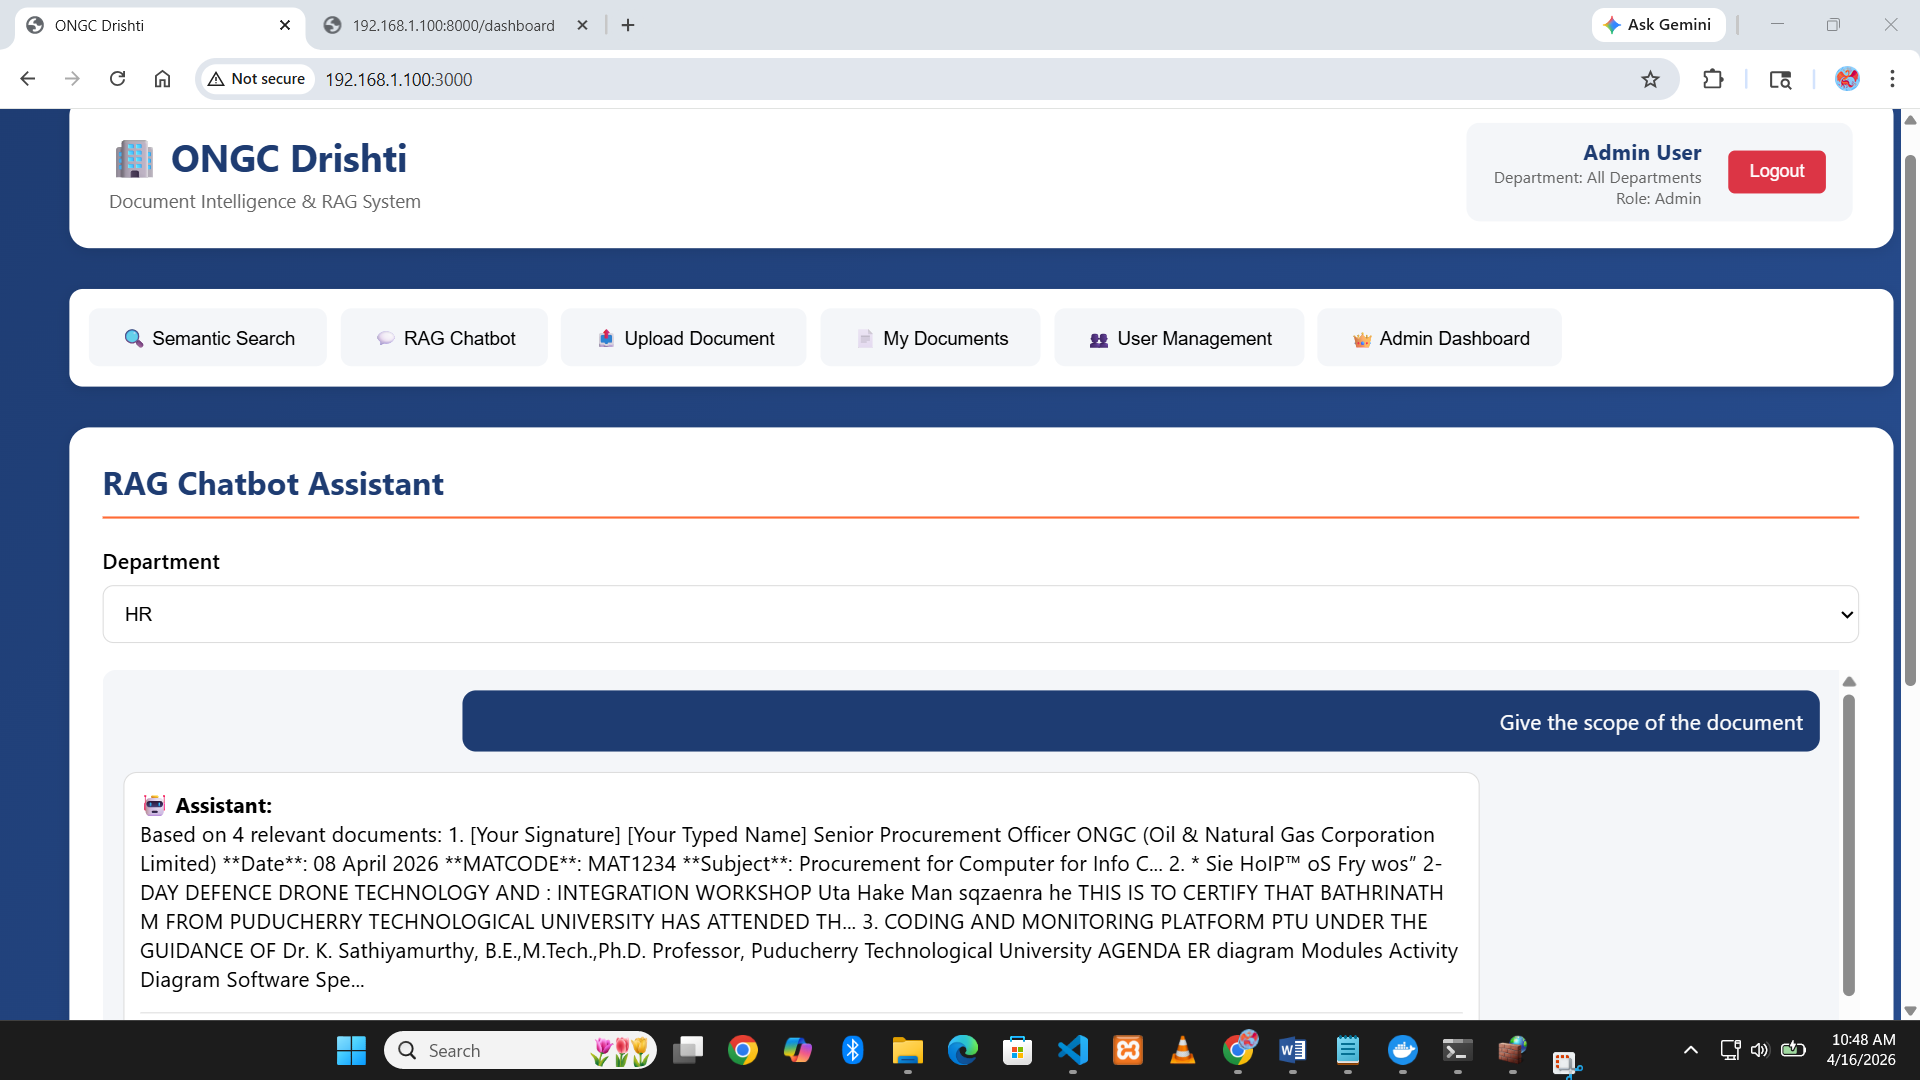 ONGC Drishti
192.168.1.100:8000/dashboard
Ask Gemini
Not secure
192.168.1.100:3000
ONGC Drishti
Document Intelligence & RAG System
Admin User
Department: All Departments
Role: Admin
Logout
Semantic Search
RAG Chatbot
Upload Document
My Documents
User Management
Admin Dashboard
RAG Chatbot Assistant
Department
HR
Give the scope of the document
Assistant:
Based on 4 relevant documents: 1. [Your Signature] [Your Typed Name] Senior Procurement Officer ONGC (Oil & Natural Gas Corporation
Limited) **Date**: 08 April 2026 **MATCODE**: MAT1234 **Subject**: Procurement for Computer for Info C... 2. * Sie HoIP™ oS Fry wos” 2-
DAY DEFENCE DRONE TECHNOLOGY AND : INTEGRATION WORKSHOP Uta Hake Man sqzaenra he THIS IS TO CERTIFY THAT BATHRINATH
M FROM PUDUCHERRY TECHNOLOGICAL UNIVERSITY HAS ATTENDED TH... 3. CODING AND MONITORING PLATFORM PTU UNDER THE
GUIDANCE OF Dr. K. Sathiyamurthy, B.E.,M.Tech.,Ph.D. Professor, Puducherry Technological University AGENDA ER diagram Modules Activity
Diagram Software Spe...
Search
10:48 AM
4/16/2026